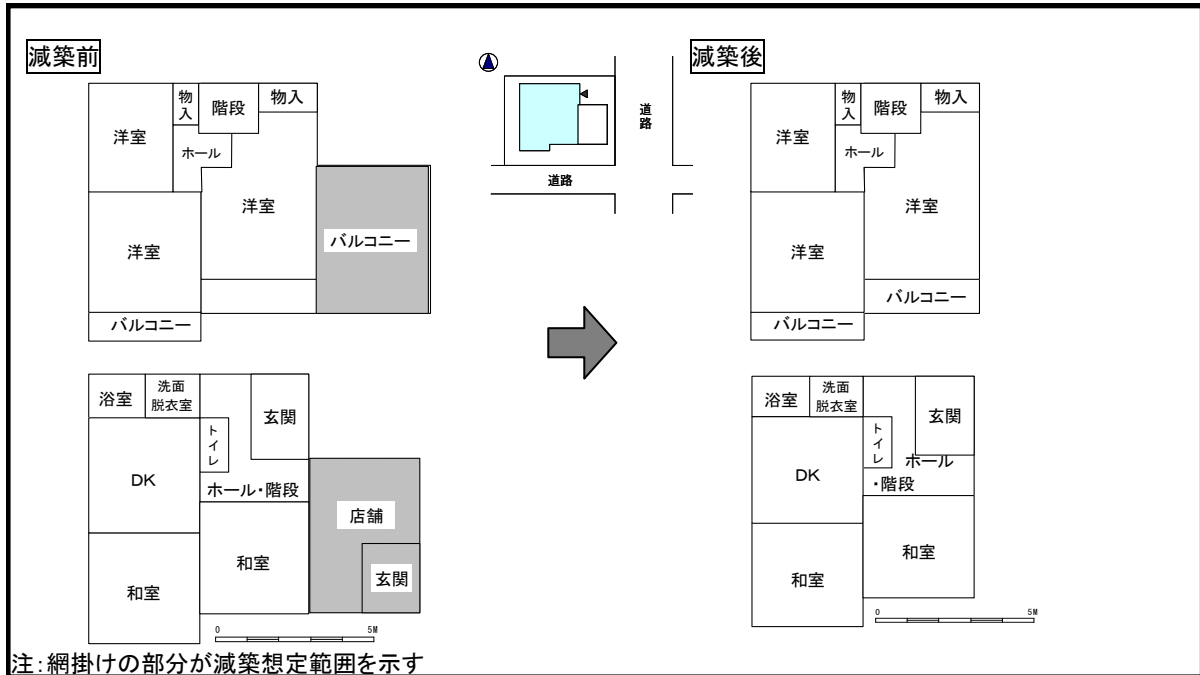 減築前
物入
階段
物入
洋室
ホール
洋室
洋室
バルコニー
バルコニー
浴室
洗面
脱衣室
玄関
トイレ
DK
ホール・階段
店舗
和室
玄関
和室
0 5M
注:網掛けの部分が減築想定範囲を示す
道路
道路
減築後
物入
階段
物入
洋室
ホール
洋室
洋室
バルコニー
バルコニー
浴室
洗面
脱衣室
玄関
トイレ
ホール
・階段
DK
和室
和室
0 5M